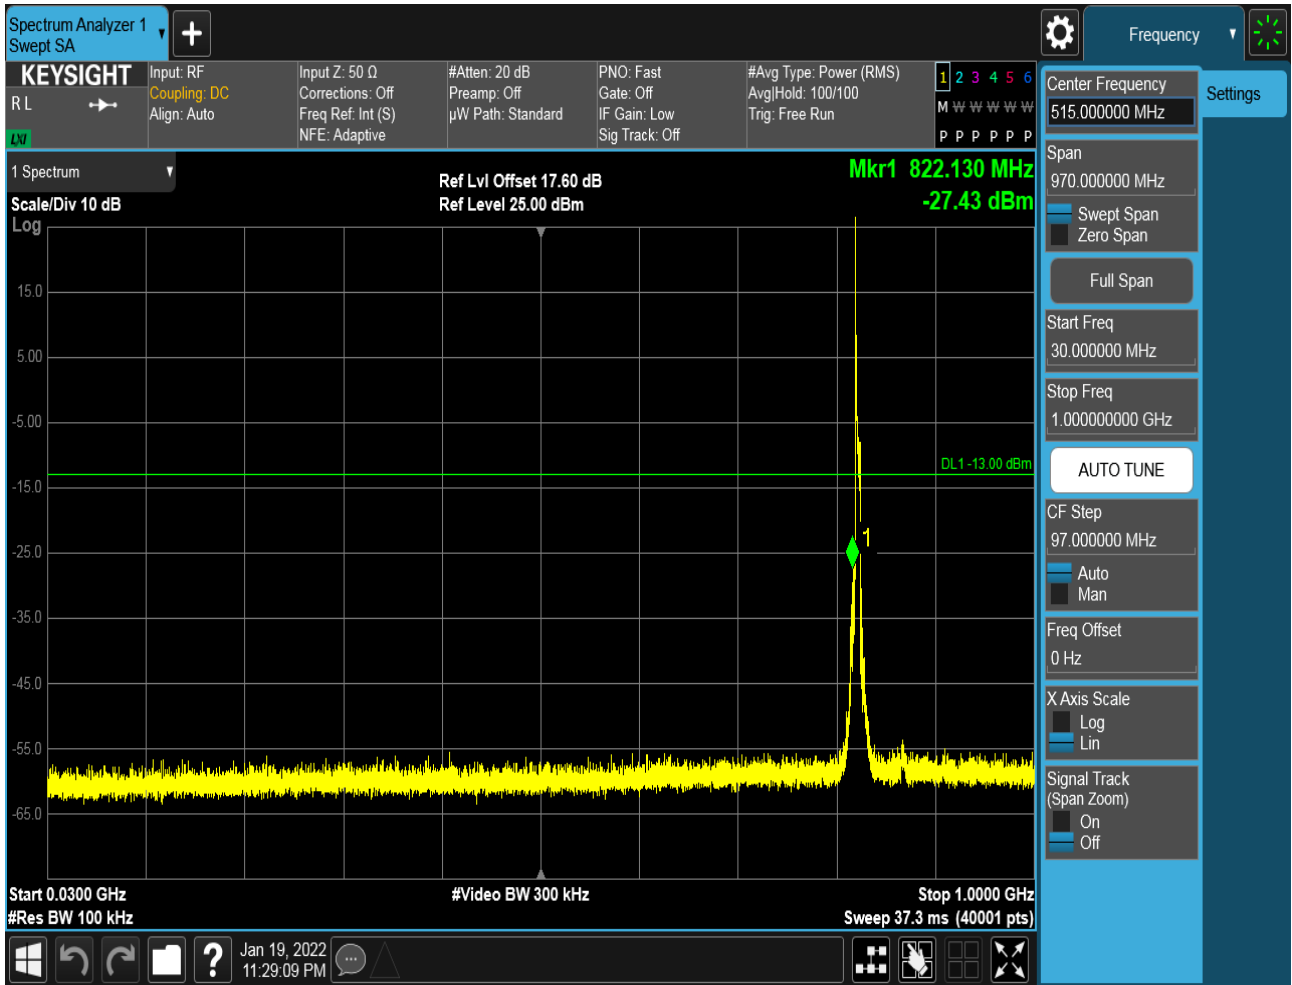 Spectrum Analyzer 1
Swept SA
Frequency
KEYSIGHT
R L
LXI
Input: RF
Coupling: DC
Align: Auto
Input Z: 50 Ω
Corrections: Off
Freq Ref: Int (S)
NFE: Adaptive
#Atten: 20 dB
Preamp: Off
µW Path: Standard
PNO: Fast
Gate: Off
IF Gain: Low
Sig Track: Off
#Avg Type: Power (RMS)
Avg|Hold: 100/100
Trig: Free Run
1 2 3 4 5 6
M W W W W W
P P P P P P
Center Frequency
515.000000 MHz
Settings
1 Spectrum
Scale/Div 10 dB
Log
Ref Lvl Offset 17.60 dB
Ref Level 25.00 dBm
Mkr1 822.130 MHz
-27.43 dBm
15.0
5.00
-5.00
-15.0
-25.0
-35.0
-45.0
-55.0
-65.0
DL1 -13.00 dBm
1
Start 0.0300 GHz
#Res BW 100 kHz
#Video BW 300 kHz
Stop 1.0000 GHz
Sweep 37.3 ms (40001 pts)
Span
970.000000 MHz
Swept Span
Zero Span
Full Span
Start Freq
30.000000 MHz
Stop Freq
1.000000000 GHz
AUTO TUNE
CF Step
97.000000 MHz
Auto
Man
Freq Offset
0 Hz
X Axis Scale
Log
Lin
Signal Track
(Span Zoom)
On
Off
?
Jan 19, 2022
11:29:09 PM